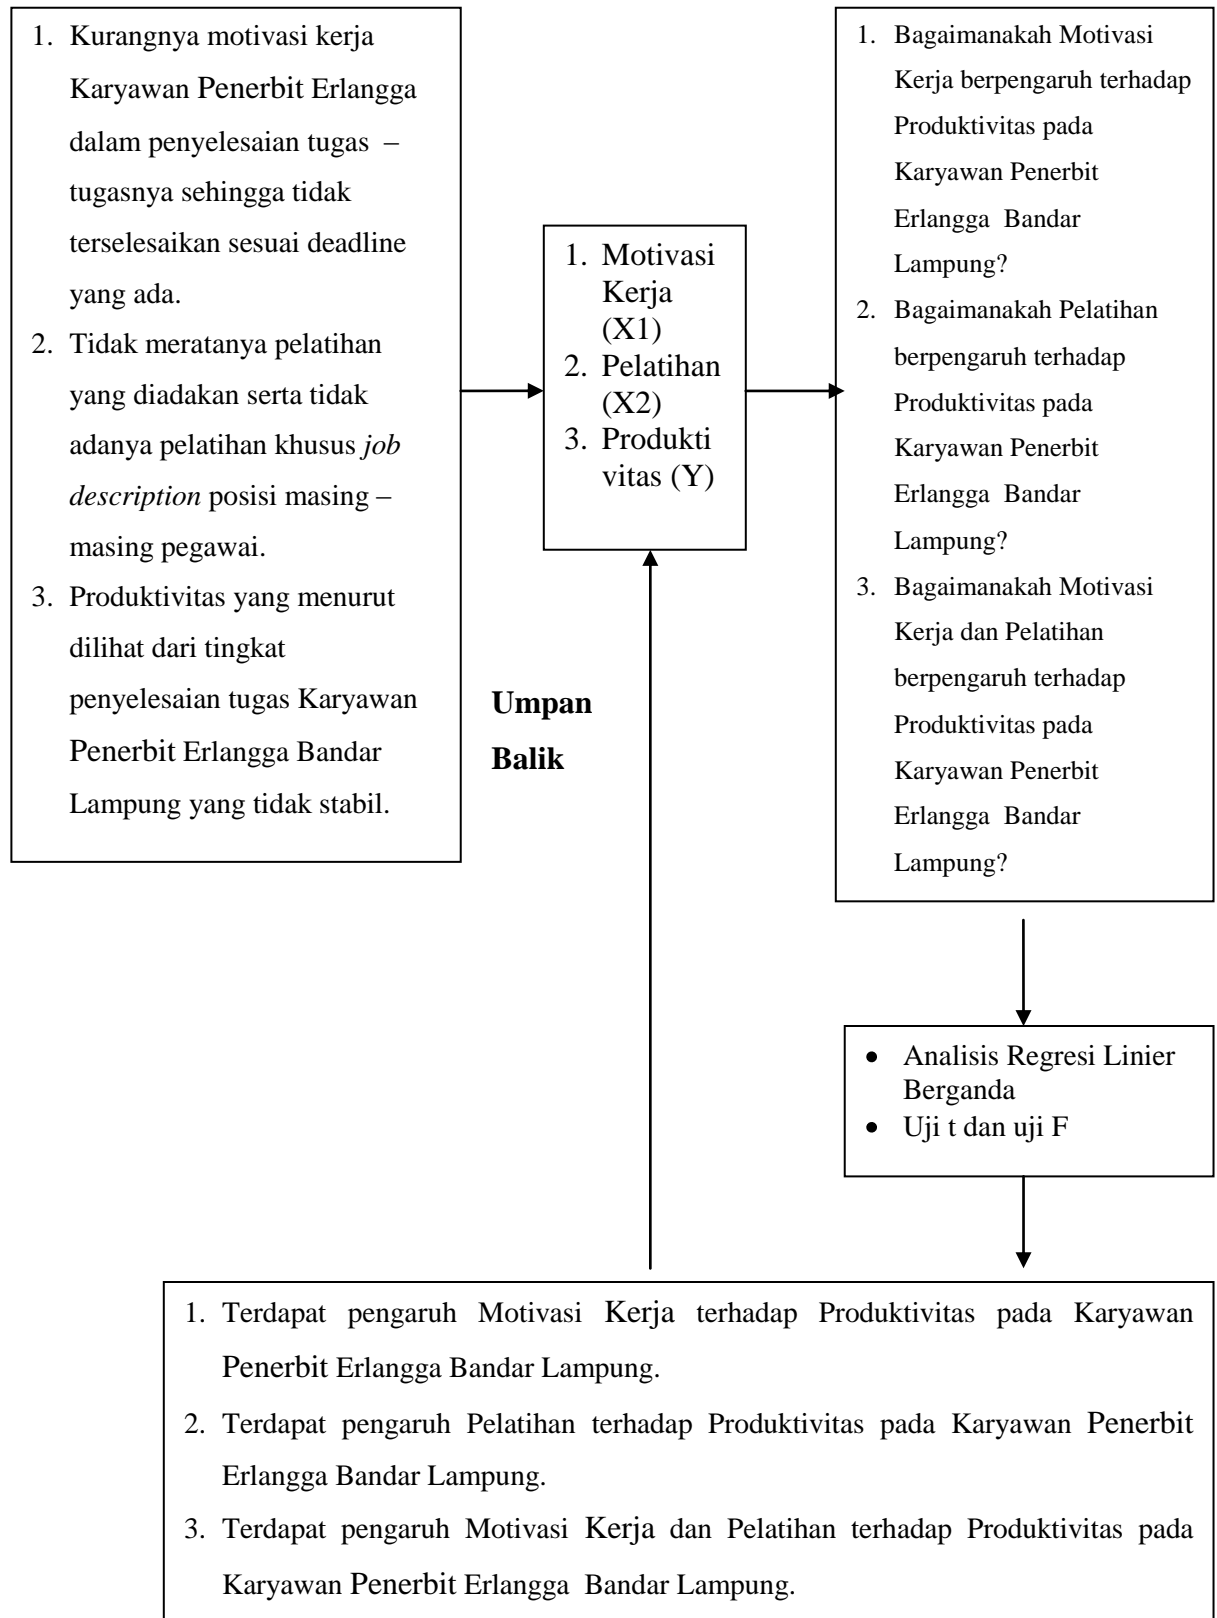 1. Kurangnya motivasi kerja
Karyawan Penerbit Erlangga
dalam penyelesaian tugas –
tugasnya sehingga tidak
terselesaikan sesuai deadline
yang ada.
2. Tidak meratanya pelatihan
yang diadakan serta tidak
adanya pelatihan khusus job
description posisi masing –
masing pegawai.
3. Produktivitas yang menurut
dilihat dari tingkat
penyelesaian tugas Karyawan
Penerbit Erlangga Bandar
Lampung yang tidak stabil.
1. Motivasi
Kerja
(X1)
2. Pelatihan
(X2)
3. Produkti
vitas (Y)
1. Bagaimanakah Motivasi
Kerja berpengaruh terhadap
Produktivitas pada
Karyawan Penerbit
Erlangga Bandar
Lampung?
2. Bagaimanakah Pelatihan
berpengaruh terhadap
Produktivitas pada
Karyawan Penerbit
Erlangga Bandar
Lampung?
3. Bagaimanakah Motivasi
Kerja dan Pelatihan
berpengaruh terhadap
Produktivitas pada
Karyawan Penerbit
Erlangga Bandar
Lampung?
Umpan
Balik
• Analisis Regresi Linier
Berganda
• Uji t dan uji F
1. Terdapat pengaruh Motivasi Kerja terhadap Produktivitas pada Karyawan
Penerbit Erlangga Bandar Lampung.
2. Terdapat pengaruh Pelatihan terhadap Produktivitas pada Karyawan Penerbit
Erlangga Bandar Lampung.
3. Terdapat pengaruh Motivasi Kerja dan Pelatihan terhadap Produktivitas pada
Karyawan Penerbit Erlangga Bandar Lampung.